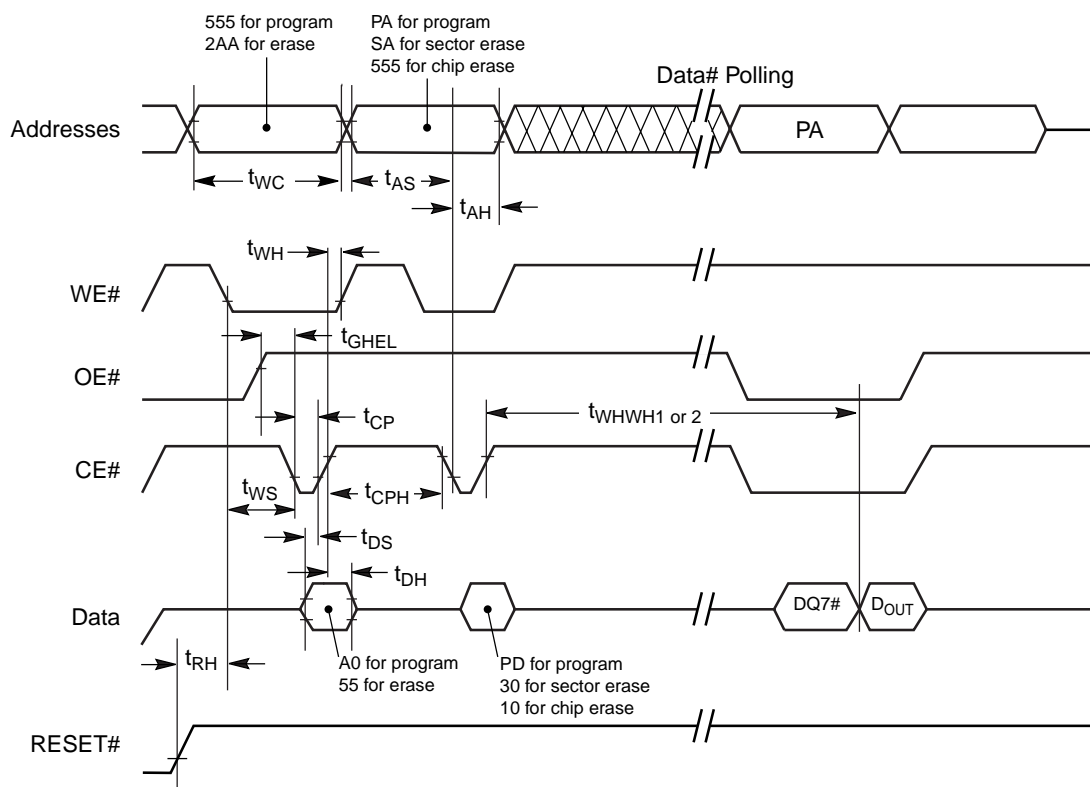 555 for program
2AA for erase
PA for program
SA for sector erase
555 for chip erase
Data# Polling
Addresses
PA
tWC
tAS
tAH
tWH
WE#
tGHEL
OE#
tWHWH1 or 2
tCP
CE#
tWS
tCPH
tDS
tDH
Data
DQ7#
DOUT
tRH
A0 for program
55 for erase
PD for program
30 for sector erase
10 for chip erase
RESET#